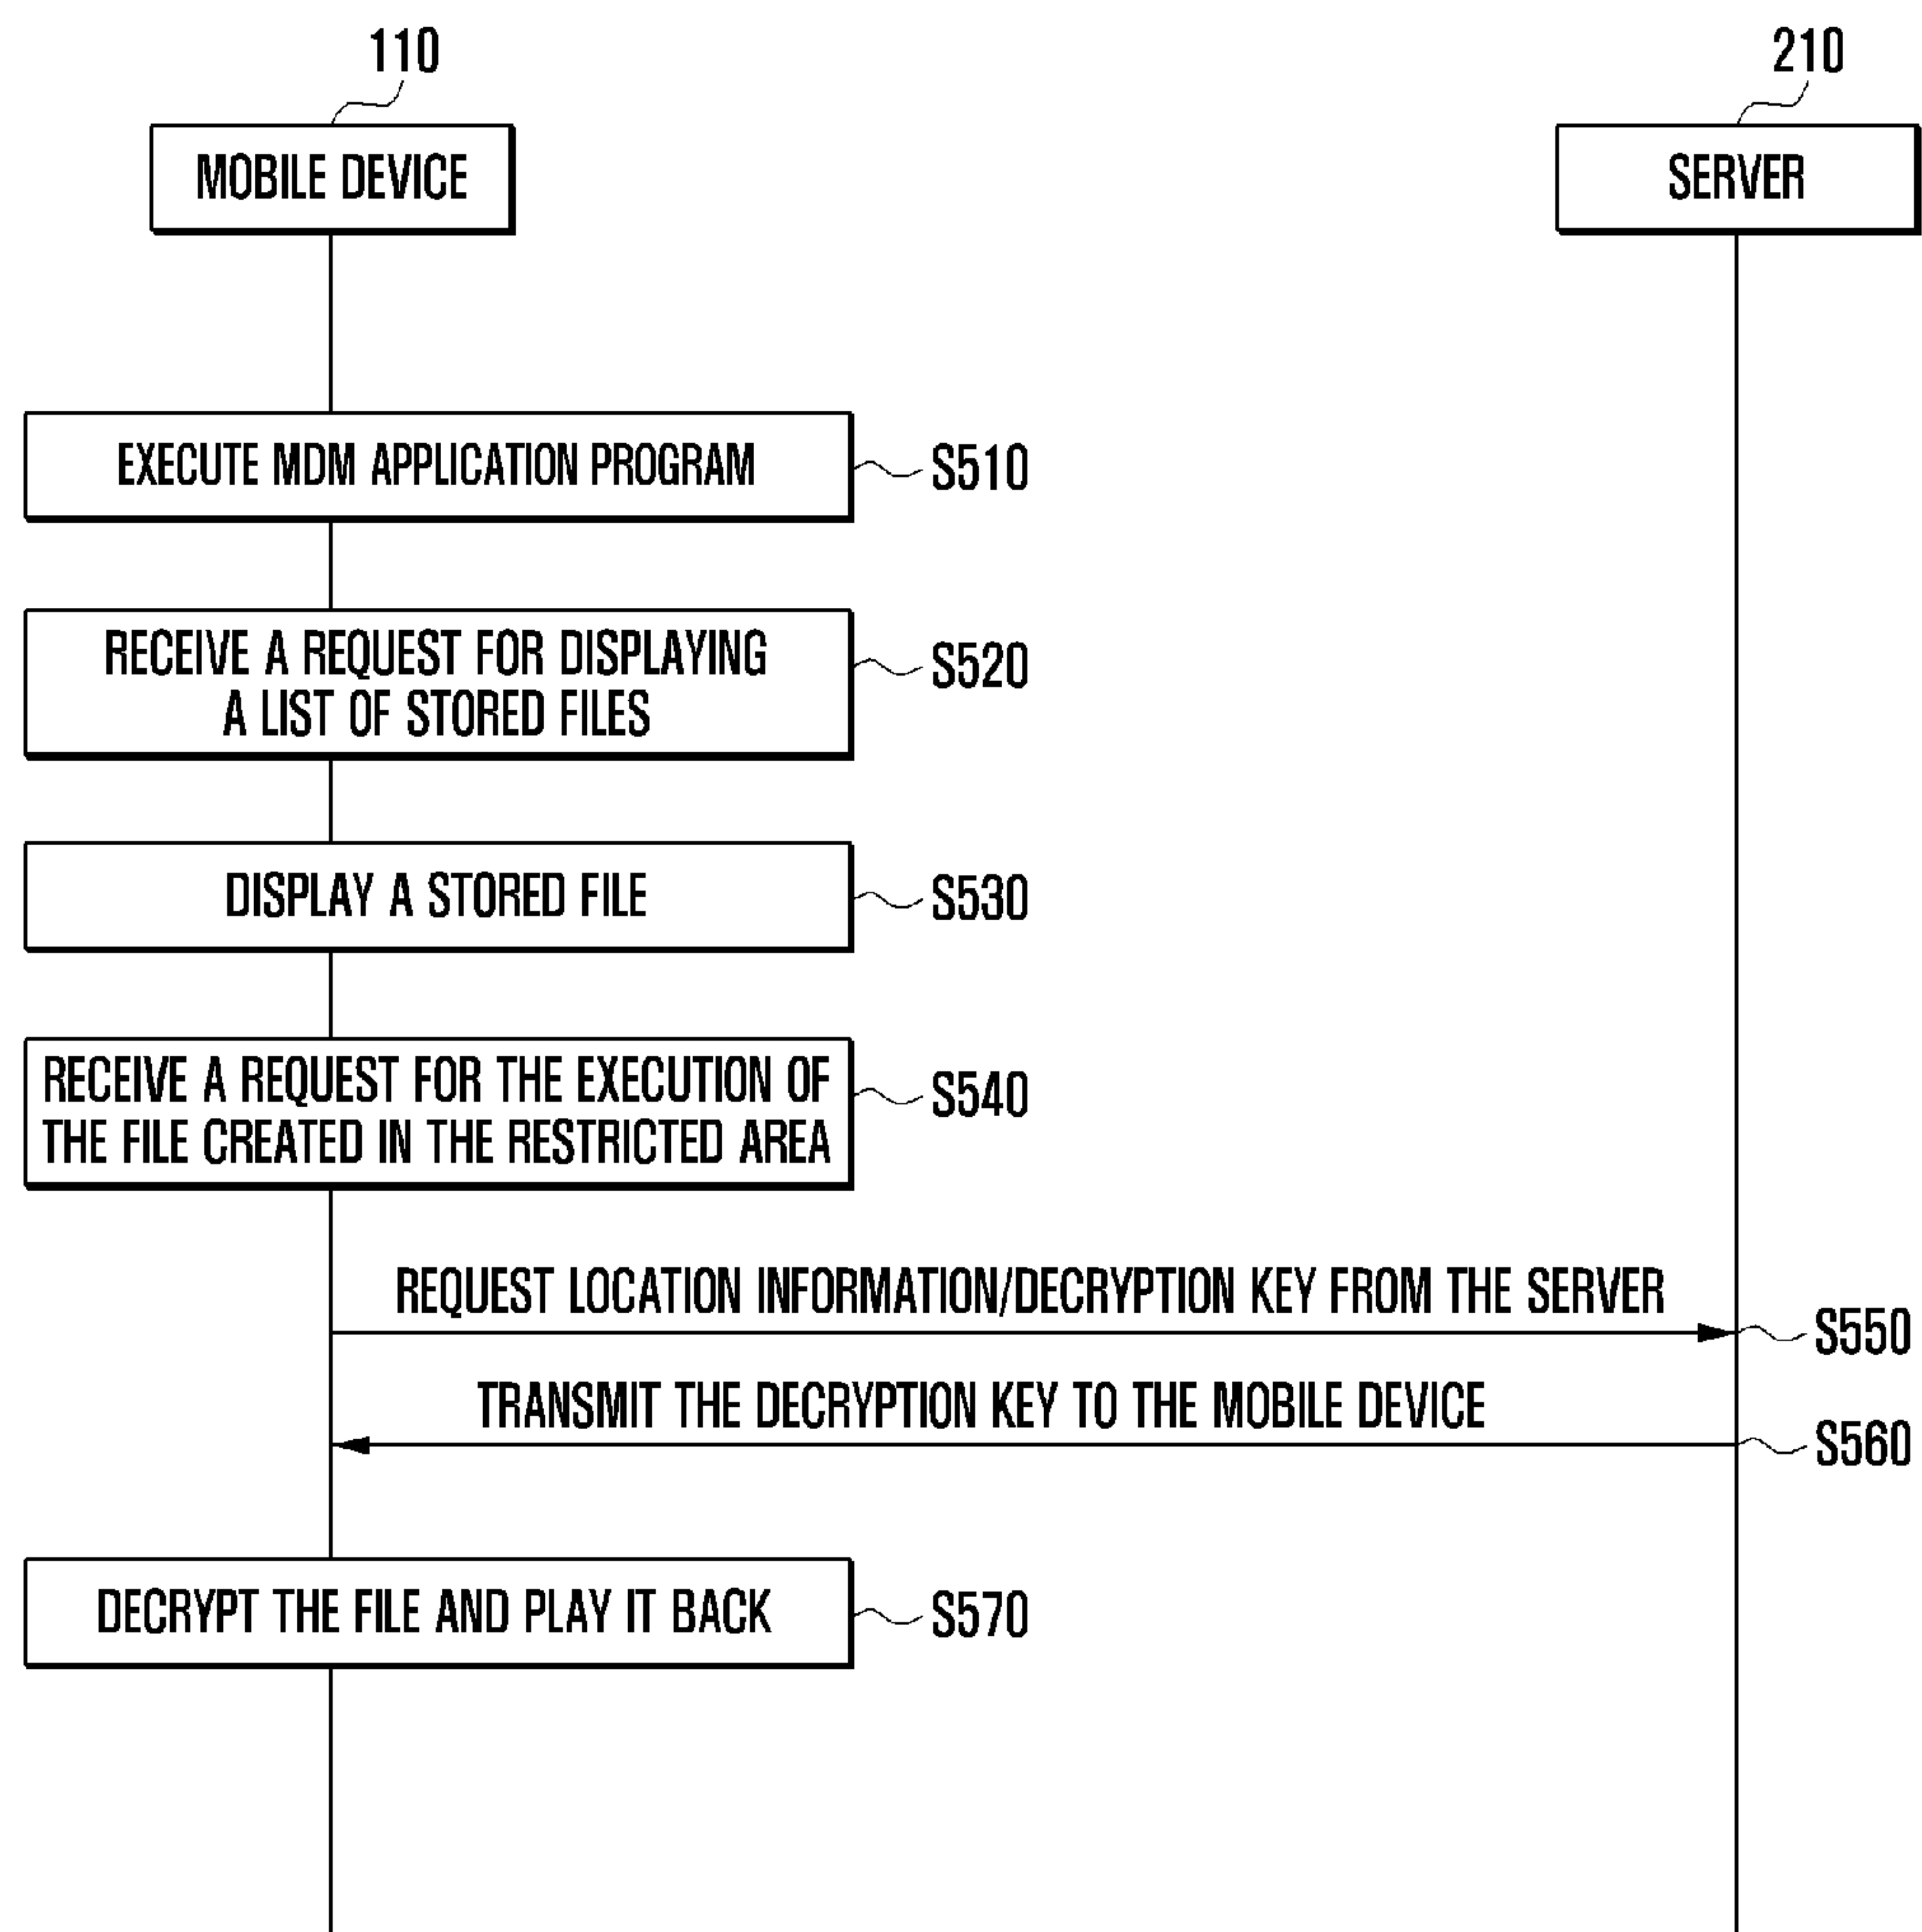 110
210
MOBILE DEVICE
SERVER
EXECUTE MDM APPLICATION PROGRAM
S510
RECEIVE A REQUEST FOR DISPLAYING
A LIST OF STORED FILES
S520
DISPLAY A STORED FILE
S530
RECEIVE A REQUEST FOR THE EXECUTION OF
THE FILE CREATED IN THE RESTRICTED AREA
S540
REQUEST LOCATION INFORMATION/DECRYPTION KEY FROM THE SERVER
S550
TRANSMIT THE DECRYPTION KEY TO THE MOBILE DEVICE
S560
DECRYPT THE FILE AND PLAY IT BACK
S570